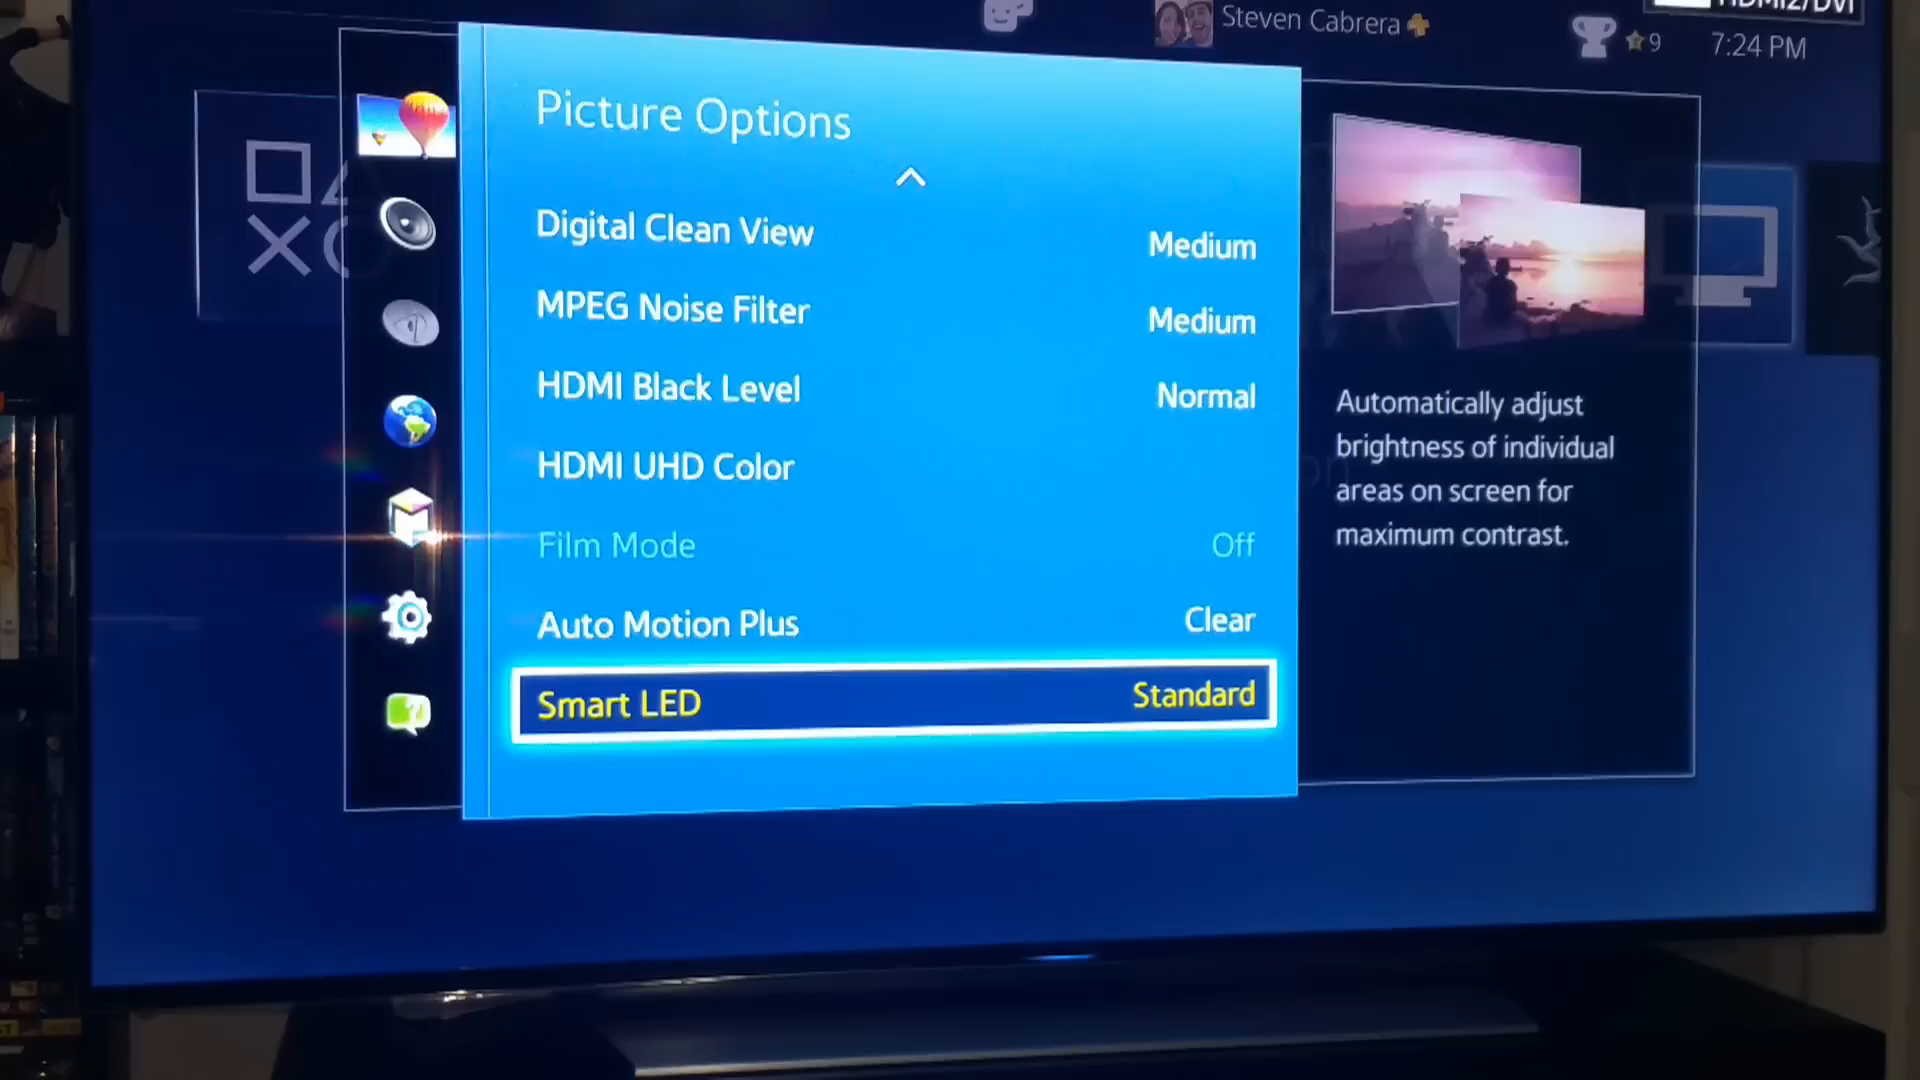 HDMI2/DVI
Steven Cabrera
9
7:24 PM
Picture Options
Digital Clean View Medium
MPEG Noise Filter Medium
HDMI Black Level Normal
HDMI UHD Color
Film Mode Off
Auto Motion Plus Clear
Smart LED Standard
Automatically adjust
brightness of individual
areas on screen for
maximum contrast.